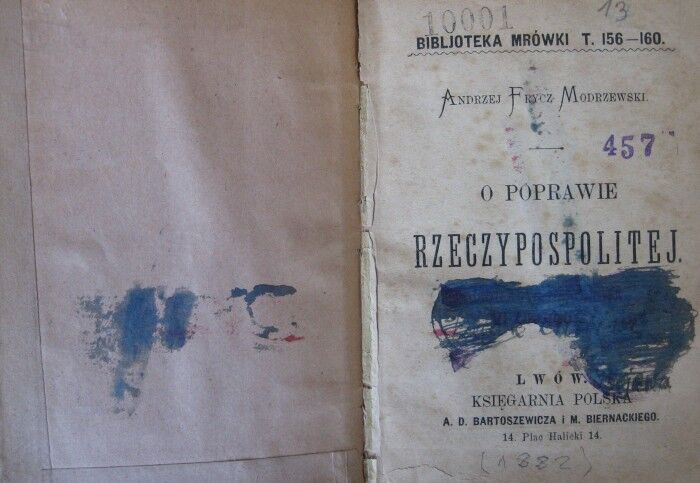 10001
13
BIBLJOTEKA MRÓWKI T. 156—160.
ANDRZEJ FRYCZ MODRZEWSKI.
457
O POPRAWIE
RZECZYPOSPOLITEJ.
LWÓW.
KSIĘGARNIA POLSKA
A. D. BARTOSZEWICZA i M. BIERNACKIEGO.
14. Plac Halicki 14.
(1882)